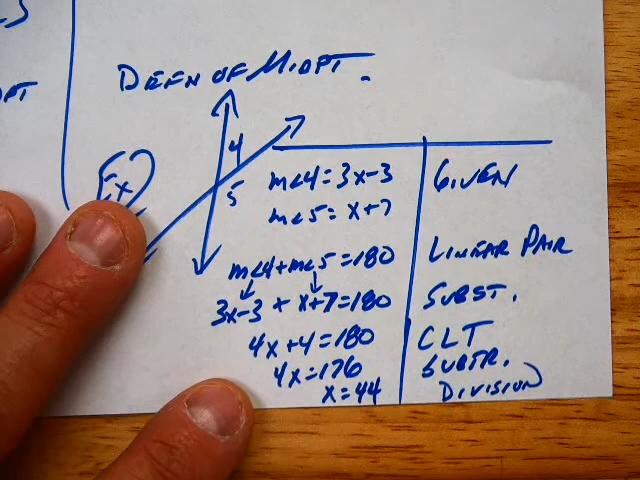 DEFN OF MIDPT.
Ex
4
5
m<4 = 3x-3 GIVEN
m<5 = x+7
m<4+m<5 = 180 LINEAR PAIR
3x-3 + x+7 = 180 SUBST.
4x+4 = 180 CLT
4x = 176 SUBTR.
x = 44 DIVISION